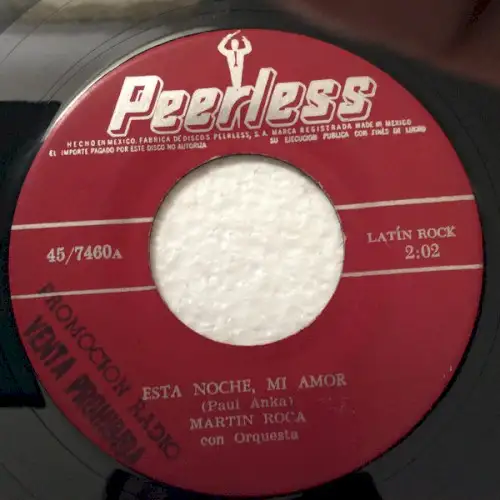 Peerless
HECHO EN MEXICO, FABRICA DE DISCOS PEERLESS, S. A. MARCA REGISTRADA MADE IN MEXICO
EL IMPORTE PAGADO POR ESTE DISCO NO AUTORIZA SU EJECUCION PUBLICA CON FINES DE LUCRO
45/7460A
LATÍN ROCK
2:02
PROMOCION RADIO
VENTA PROHIBIDA
ESTA NOCHE, MI AMOR
(Paul Anka)
MARTIN ROCA
con Orquesta